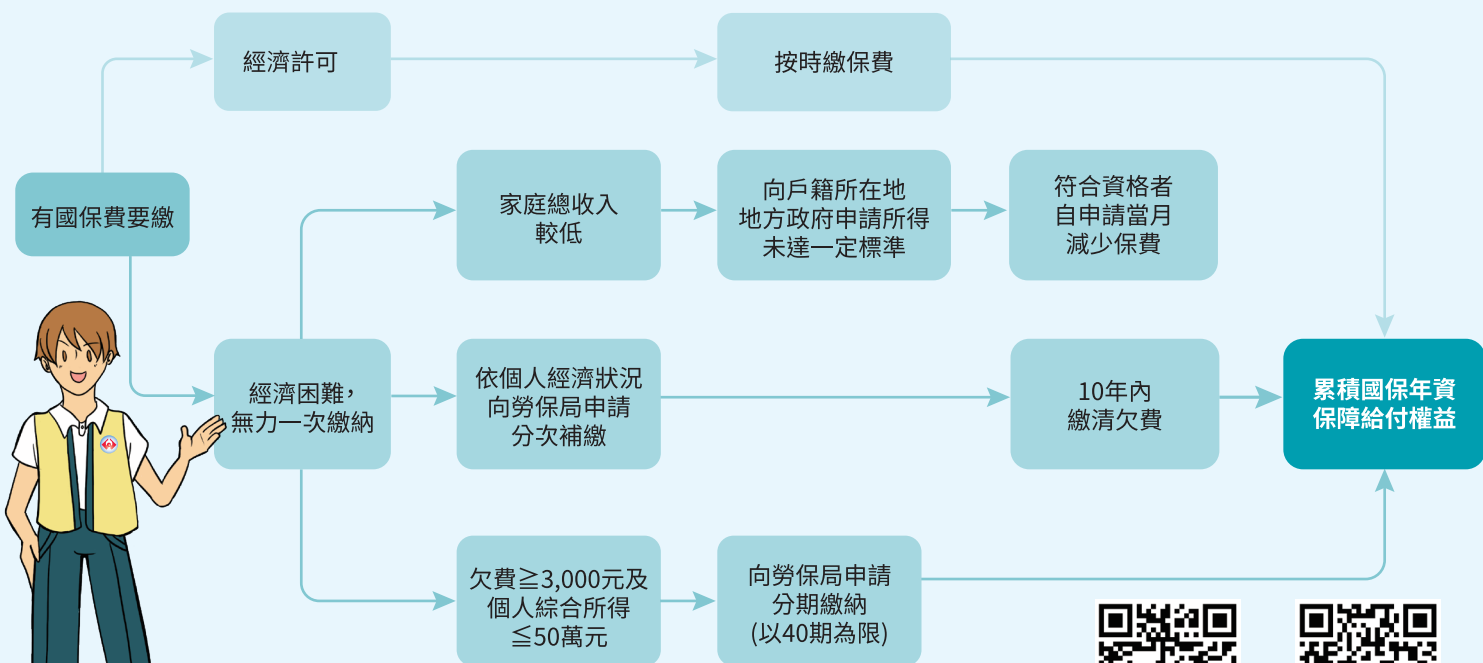 經濟許可
按時繳保費
有國保費要繳
家庭總收入
較低
向戶籍所在地
地方政府申請所得
未達一定標準
符合資格者
自申請當月
減少保費
經濟困難，
無力一次繳納
依個人經濟狀況
向勞保局申請
分次補繳
10年內
繳清欠費
累積國保年資
保障給付權益
欠費≧3,000元及
個人綜合所得
≦50萬元
向勞保局申請
分期繳納
(以40期為限)